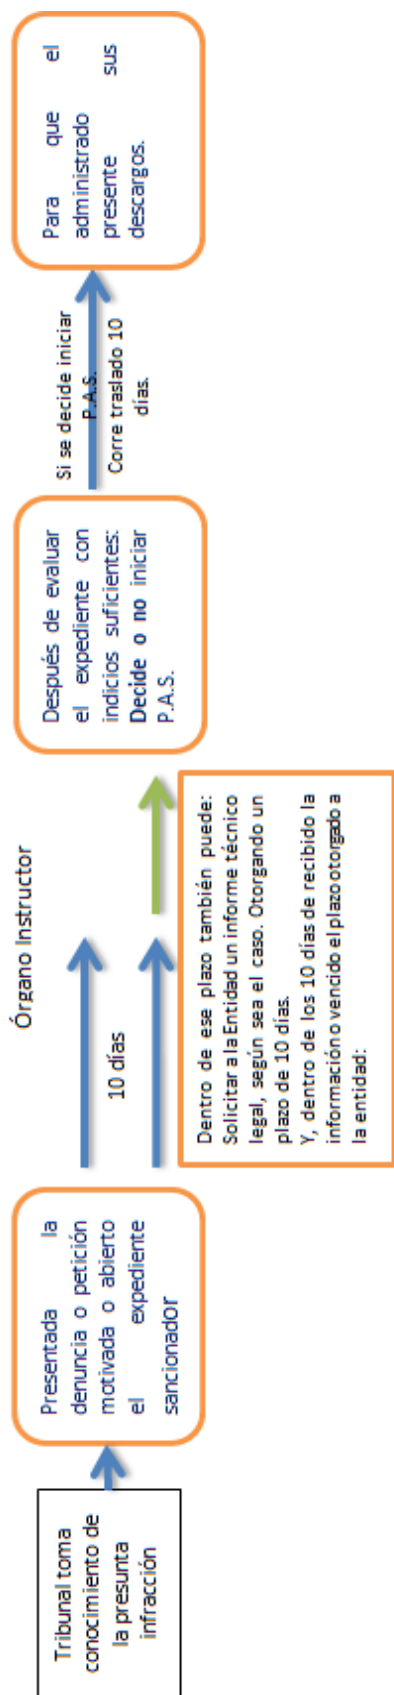 Tribunal toma
conocimiento de
la presunta
infracción
Presentada la
denuncia o petición
motivada o abierto
el expediente
sancionador
Órgano Instructor
10 días
Dentro de ese plazo también puede:
Solicitar a la Entidad un informe técnico
legal, según sea el caso. Otorgando un
plazo de 10 días.
Y, dentro de los 10 días de recibido la
información o vencido el plazo otorgado a
la entidad:
Después de evaluar
el expediente con
indicios suficientes:
Decide o no iniciar
P.A.S.
Si se decide iniciar
P.A.S.
Corre traslado 10
días.
Para que el
administrado
presente sus
descargos.